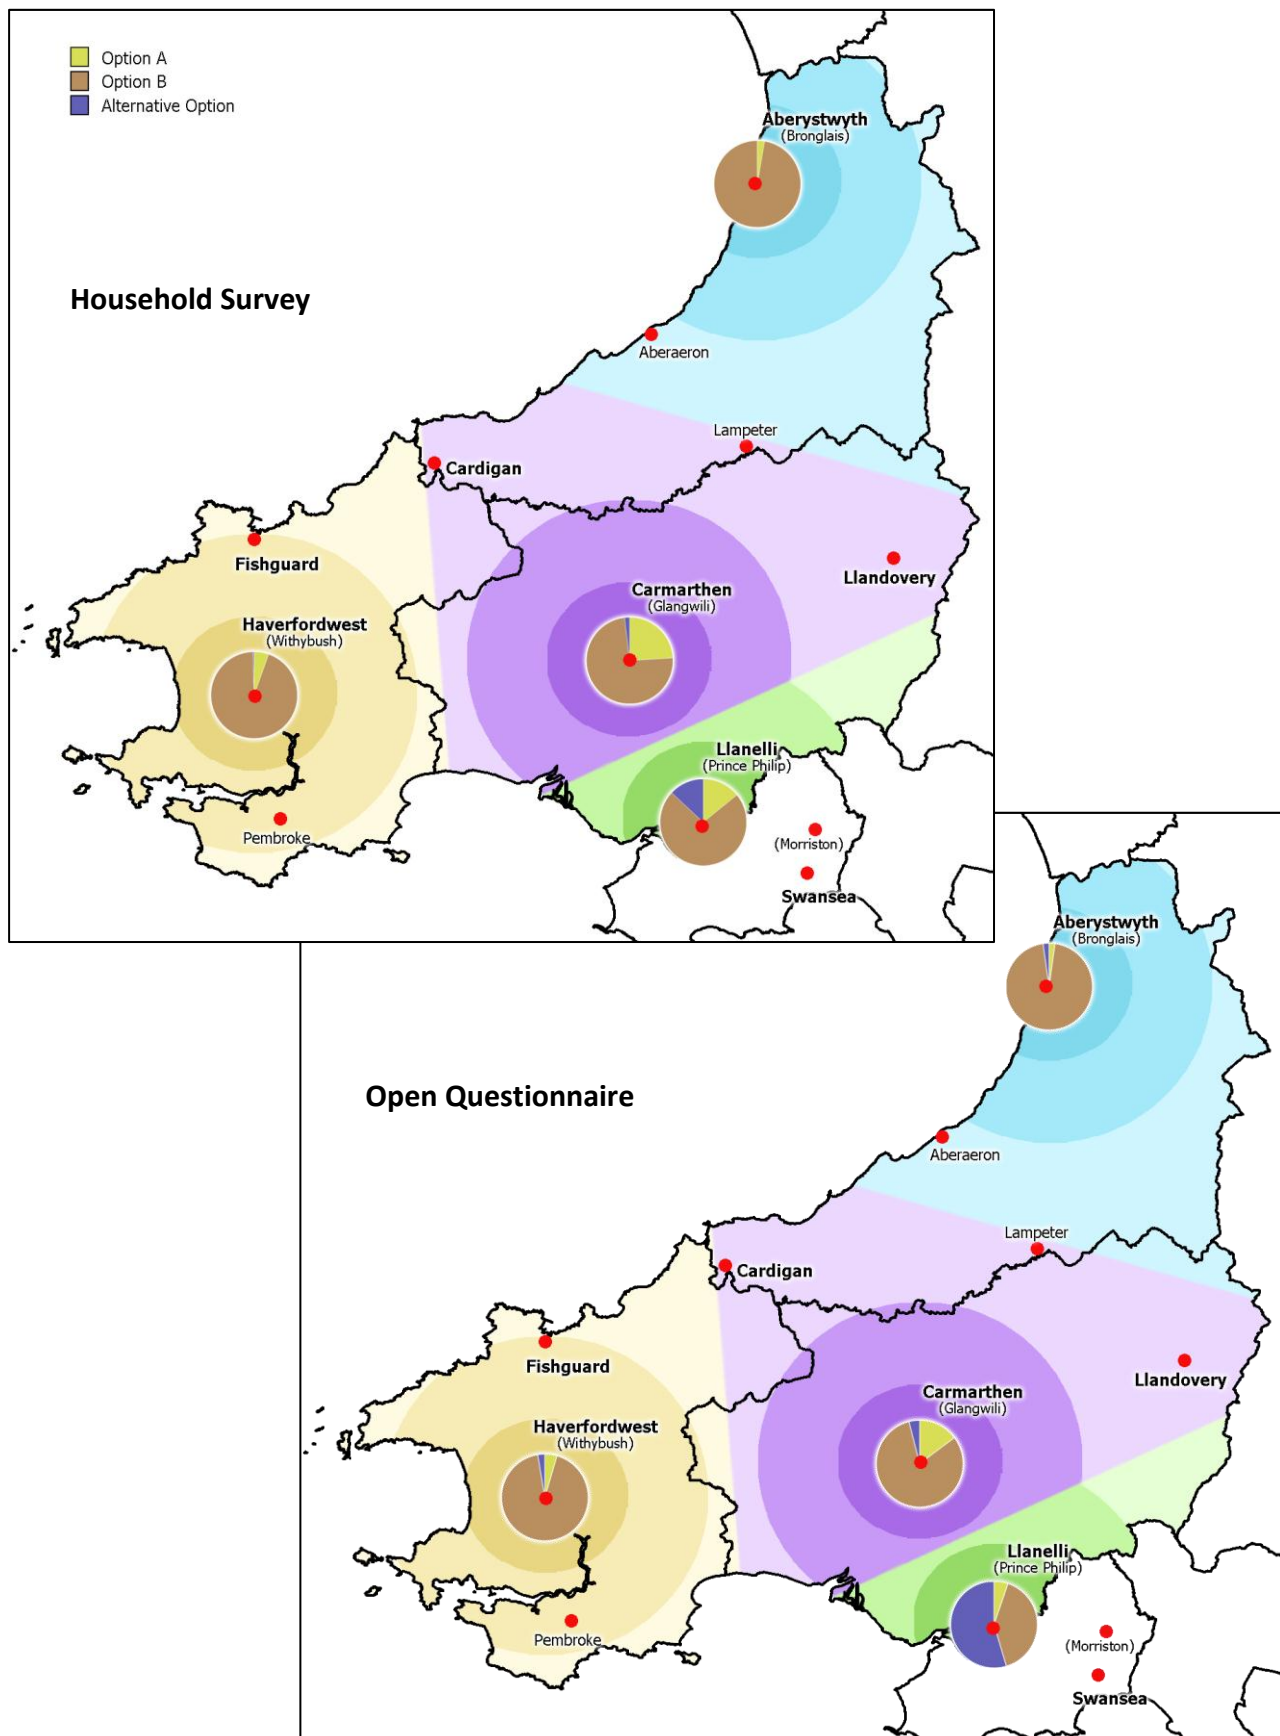 Option A
Option B
Alternative Option
Household Survey
Aberystwyth
(Bronglais)
Aberaeron
Lampeter
Cardigan
Fishguard
Llandovery
Carmarthen
(Glangwili)
Haverfordwest
(Withybush)
Llanelli
(Prince Philip)
Pembroke
(Morriston)
Swansea
Open Questionnaire
Aberystwyth
(Bronglais)
Aberaeron
Lampeter
Cardigan
Fishguard
Llandovery
Carmarthen
(Glangwili)
Haverfordwest
(Withybush)
Llanelli
(Prince Philip)
Pembroke
(Morriston)
Swansea